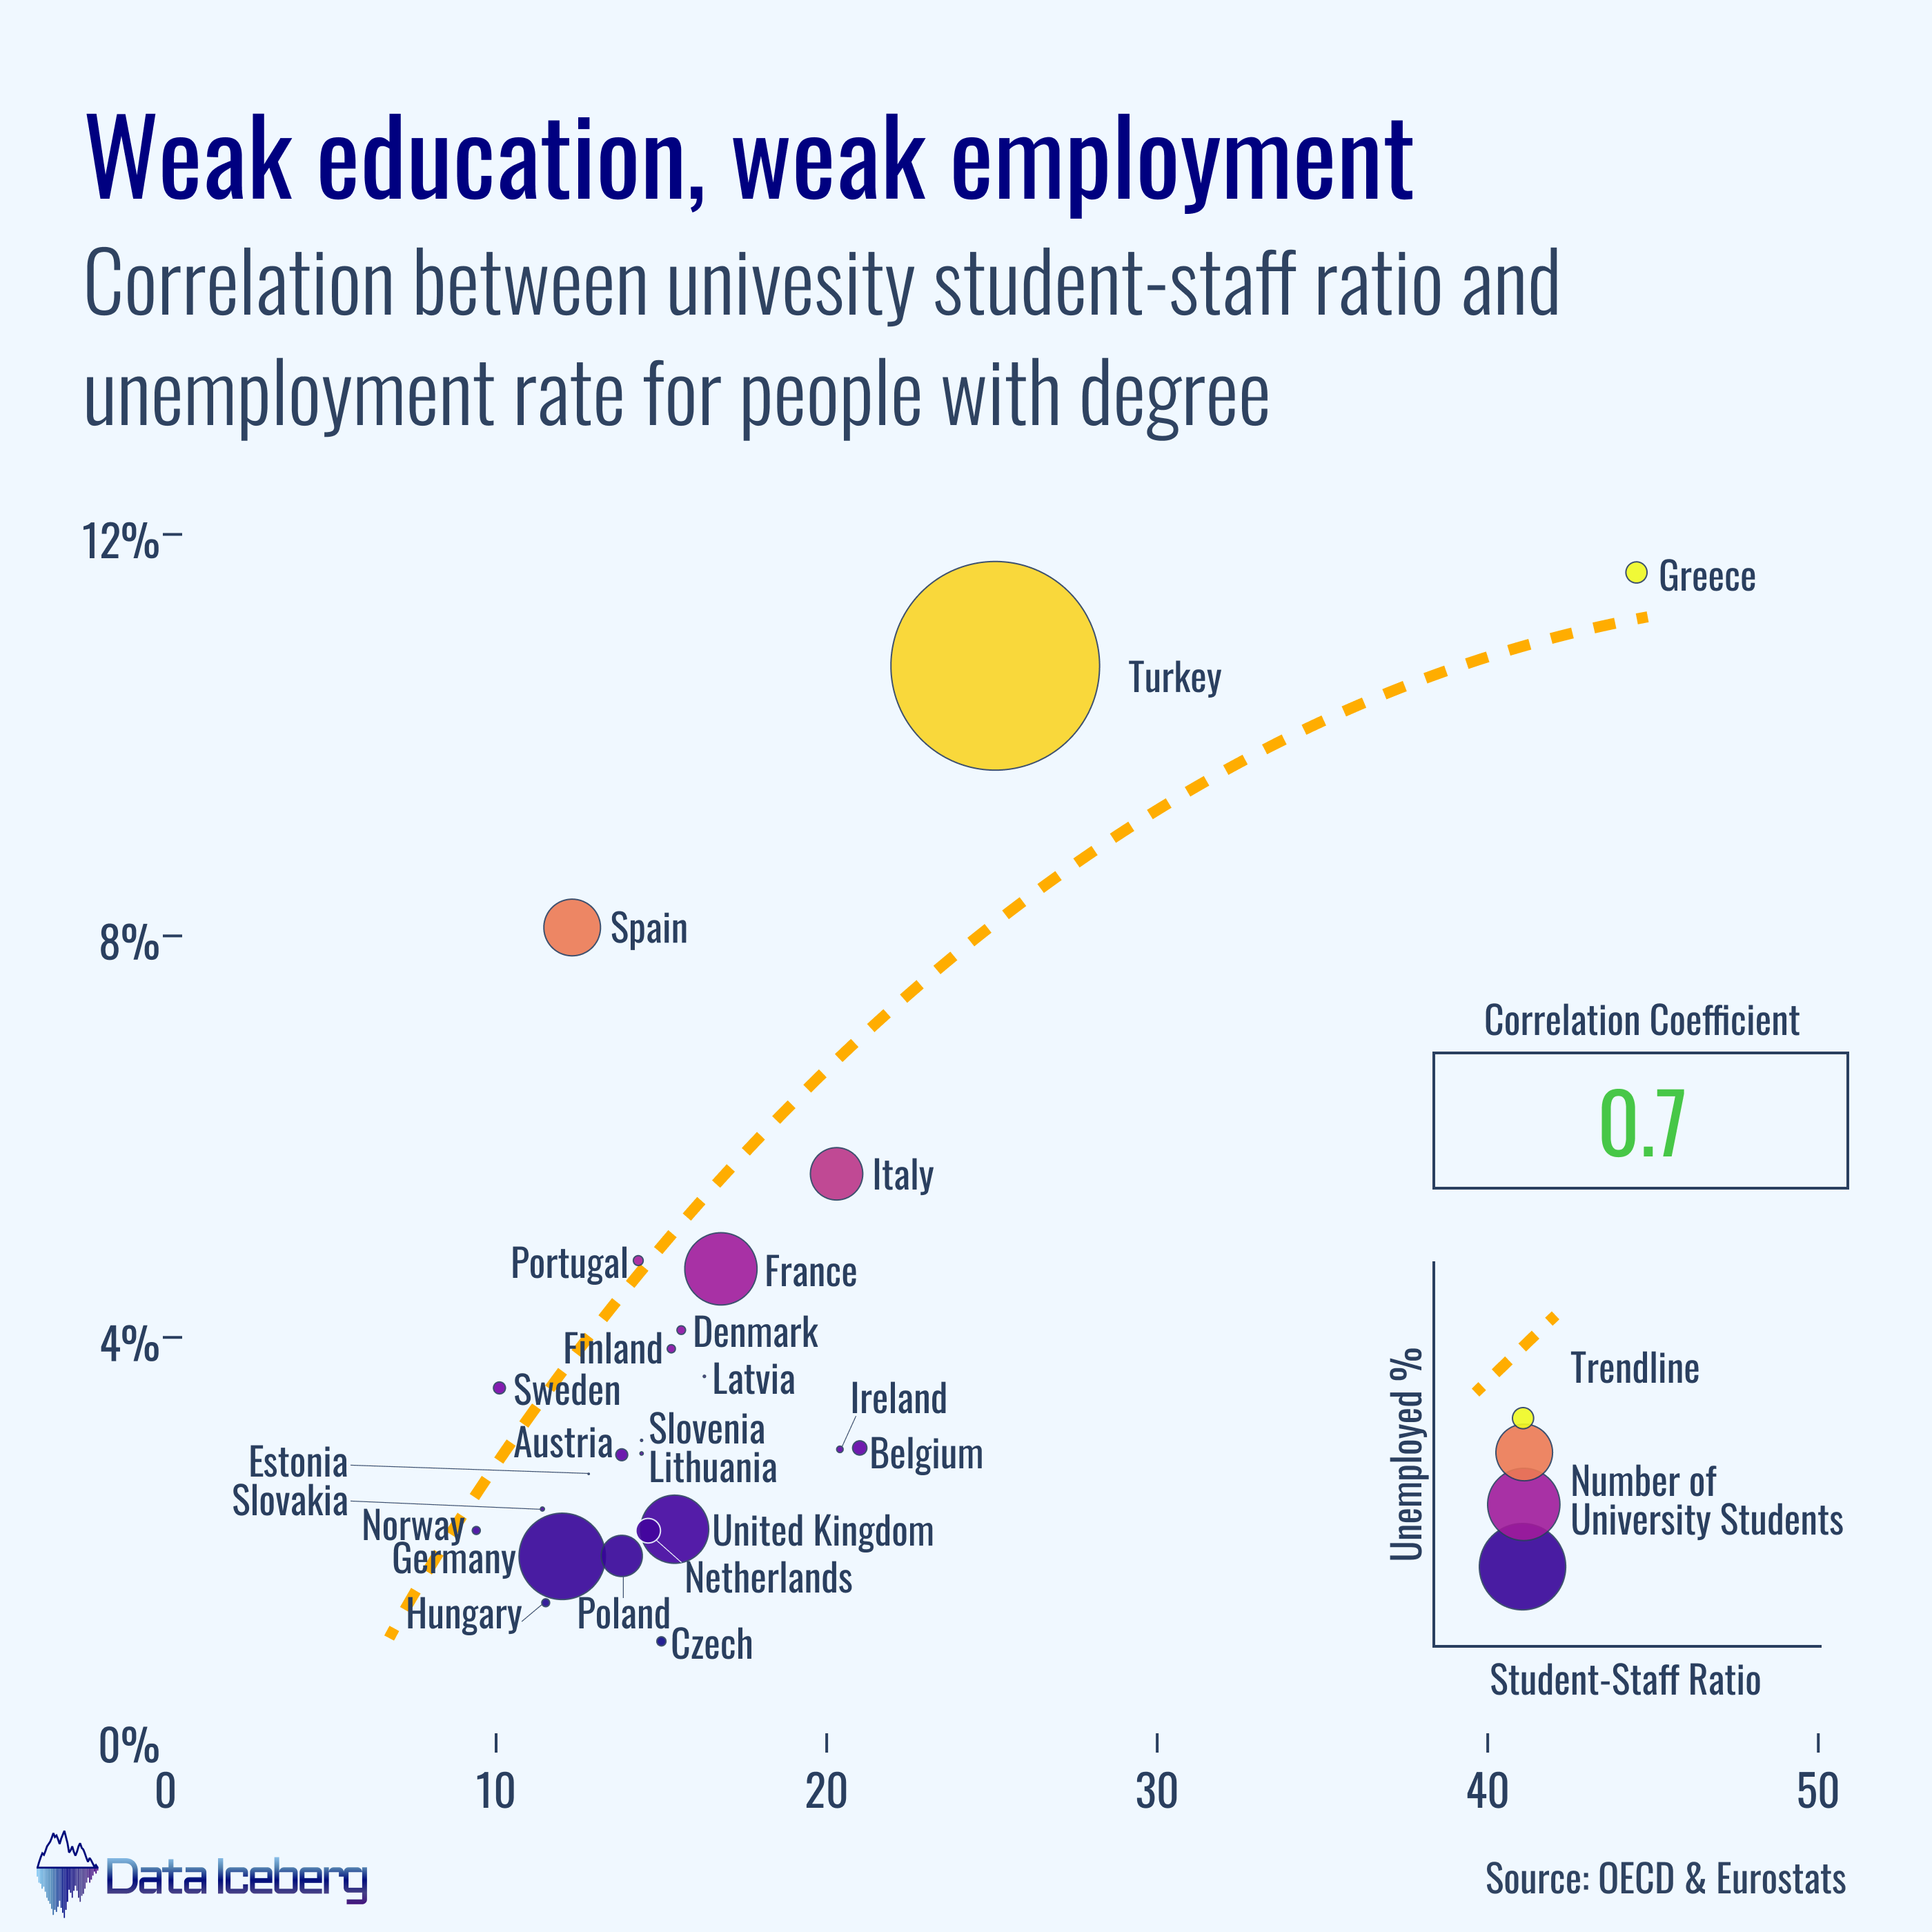 Weak education, weak employment
Correlation between univesity student-staff ratio and
unemployment rate for people with degree
12%
Greece
Turkey
8%
Spain
Correlation Coefficient
0.7
Italy
Portugal
France
4%
Denmark
Finland
Latvia
Sweden
Ireland
Slovenia
Austria
Belgium
Lithuania
Estonia
Slovakia
Norway
United Kingdom
Germany
Netherlands
Hungary
Poland
Czech
Unemployed %
Trendline
Number of
University Students
Student-Staff Ratio
0%
0
10
20
30
40
50
Data Iceberg
Source: OECD & Eurostats